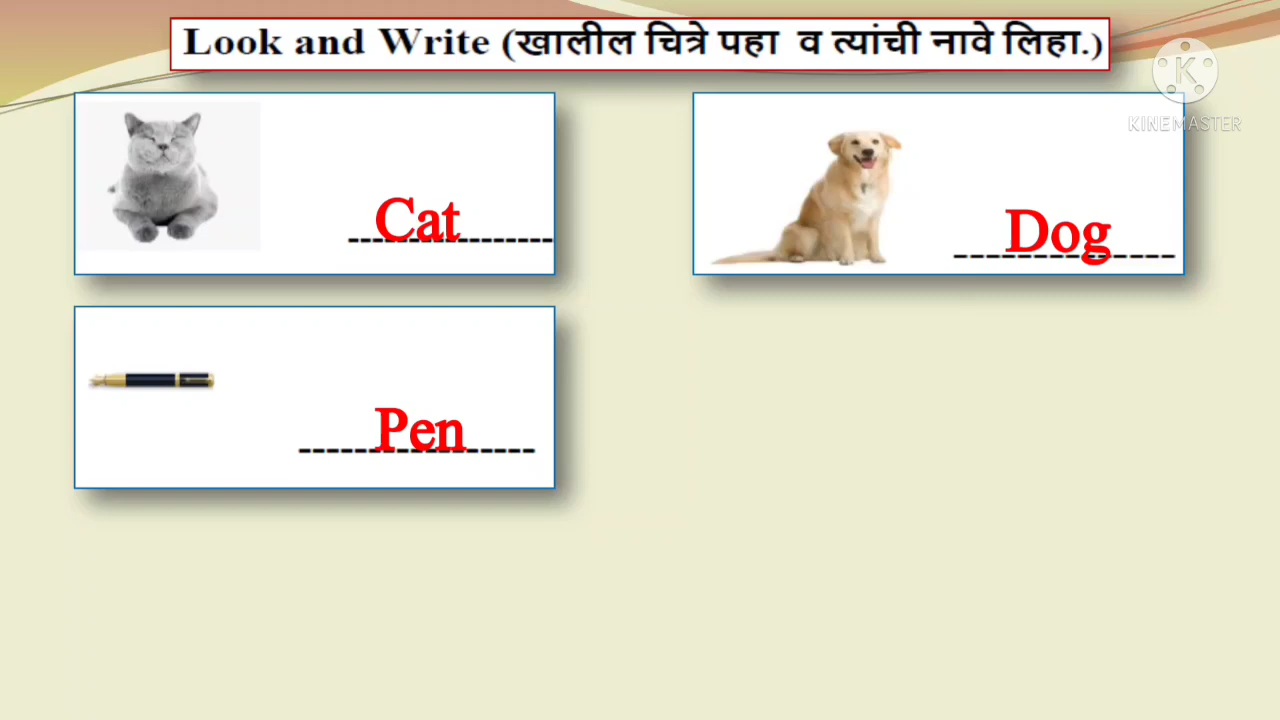 Look and Write (खालील चित्रे पहा व त्यांची नावे लिहा.)
K
KINEMASTER
Cat
Dog
Pen